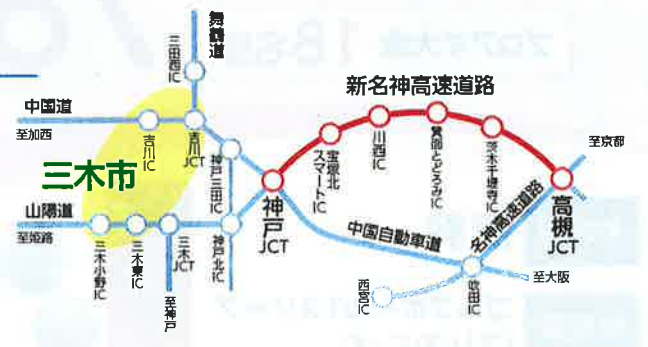 舞鶴道
三田西IC
新名神高速道路
中国道
至加西
吉川IC
吉川JCT
神戸三田IC
宝塚北スマートIC
川西IC
箕面とどろみIC
茨木千堤寺IC
至京都
三木市
神戸JCT
高槻JCT
山陽道
至姫路
三木小野IC
三木東IC
三木JCT
神戸北IC
至神戸
中国自動車道
名神高速道路
西宮IC
吹田IC
至大阪